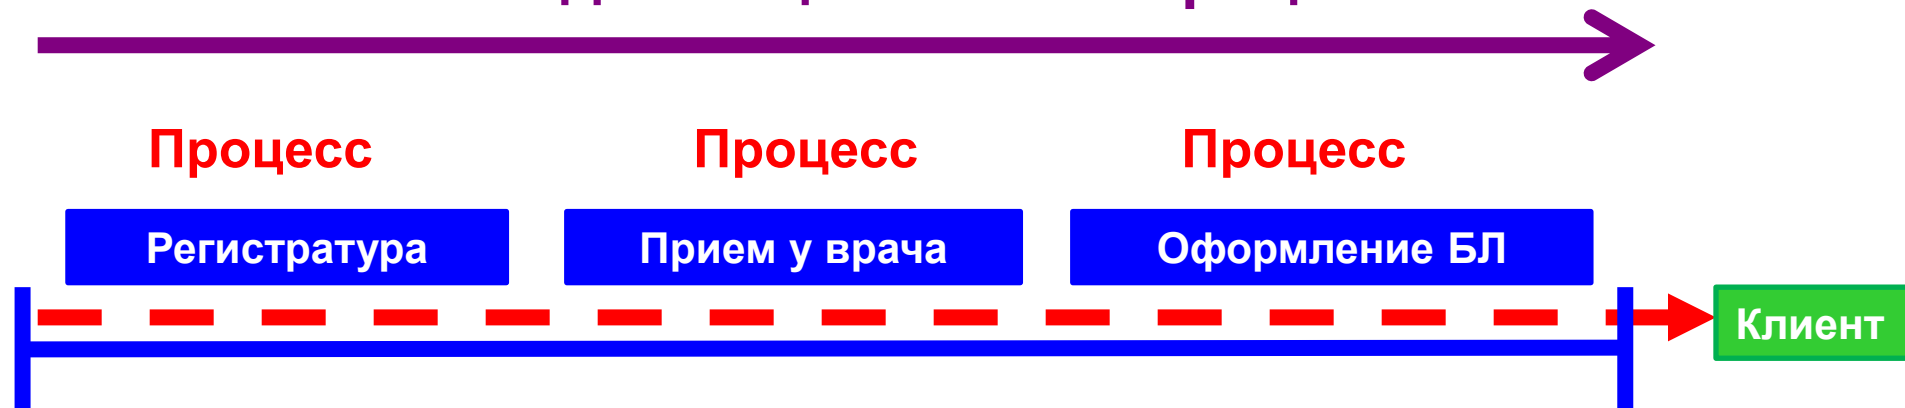 Процесс Процесс Процесс
Регистратура Прием у врача Оформление БЛ
Клиент